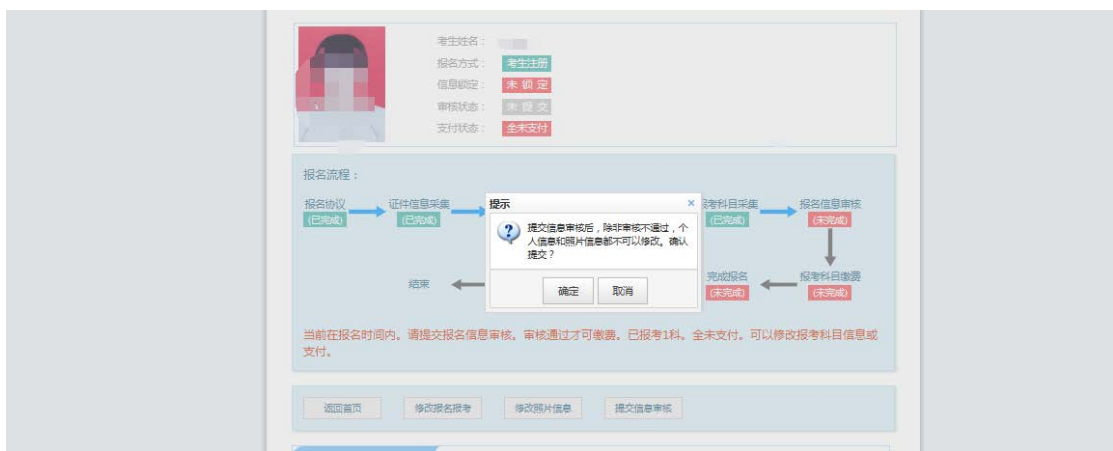 考生姓名：
报名方式： 考生注册
信息锁定： 未 锁 定
审核状态： 未 提 交
支付状态： 全未支付
报名流程：
报名协议 证件信息采集 报考科目采集 报名信息审核
(已完成) (已完成) (已完成) (未完成)
提示 ×
提交信息审核后，除非审核不通过，个
人信息和照片信息都不可以修改。确认
提交？
确定 取消
结束 完成报名 报考科目缴费
(未完成) (未完成)
当前在报名时间内。请提交报名信息审核。审核通过才可缴费。已报考1科。全未支付。可以修改报考科目信息或
支付。
返回首页 修改报名报考 修改照片信息 提交信息审核